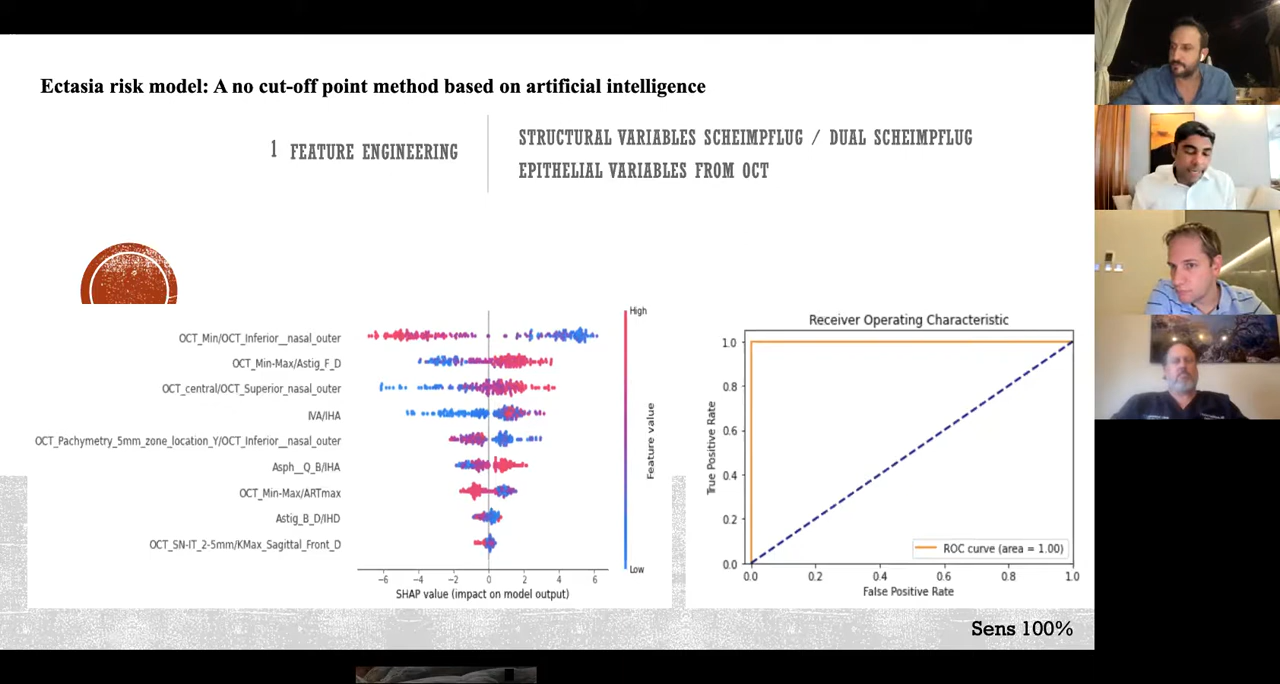 Ectasia risk model: A no cut-off point method based on artificial intelligence
1 FEATURE ENGINEERING
STRUCTURAL VARIABLES SCHEIMPFLUG / DUAL SCHEIMPFLUG
EPITHELIAL VARIABLES FROM OCT
OCT_Min/OCT_Inferior__nasal_outer
OCT_Min-Max/Astig_F_D
OCT_central/OCT_Superior_nasal_outer
IVA/IHA
OCT_Pachymetry_5mm_zone_location_Y/OCT_Inferior__nasal_outer
Asph__Q_B/IHA
OCT_Min-Max/ARTmax
Astig_B_D/IHD
OCT_SN-IT_2-5mm/KMax_Sagittal_Front_D
−6 −4 −2 0 2 4 6
SHAP value (impact on model output)
High
Feature value
Low
Receiver Operating Characteristic
True Positive Rate
1.0
0.8
0.6
0.4
0.2
0.0
0.0 0.2 0.4 0.6 0.8 1.0
False Positive Rate
ROC curve (area = 1.00)
Sens 100%